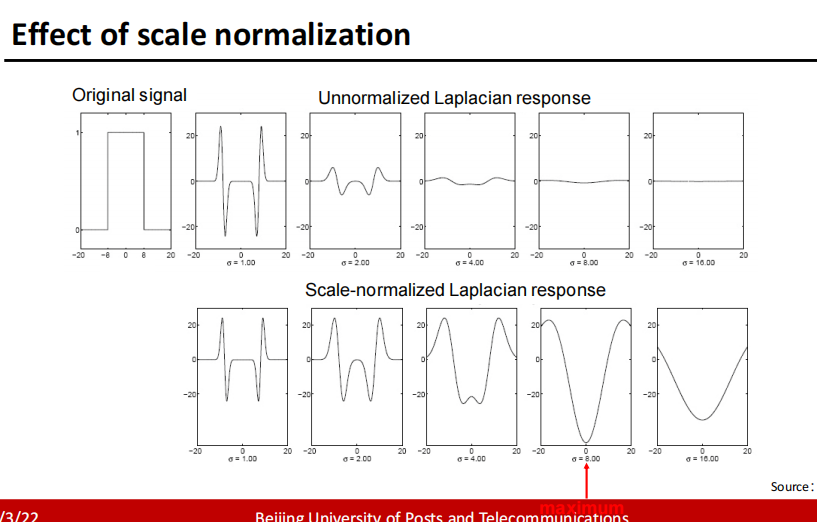 Effect of scale normalization
Original signal
Unnormalized Laplacian response
1
0
−20 −8 0 8 20
20
0
−20
−20 0 20
σ = 1.00
20
0
−20
−20 0 20
σ = 2.00
20
0
−20
−20 0 20
σ = 4.00
20
0
−20
−20 0 20
σ = 8.00
20
0
−20
−20 0 20
σ = 16.00
Scale-normalized Laplacian response
20
0
−20
−20 0 20
σ = 1.00
20
0
−20
−20 0 20
σ = 2.00
20
0
−20
−20 0 20
σ = 4.00
20
0
−20
−20 0 20
σ = 8.00
20
0
−20
−20 0 20
σ = 16.00
Source：
maximum
/3/22
Beijing University of Posts and Telecommunications